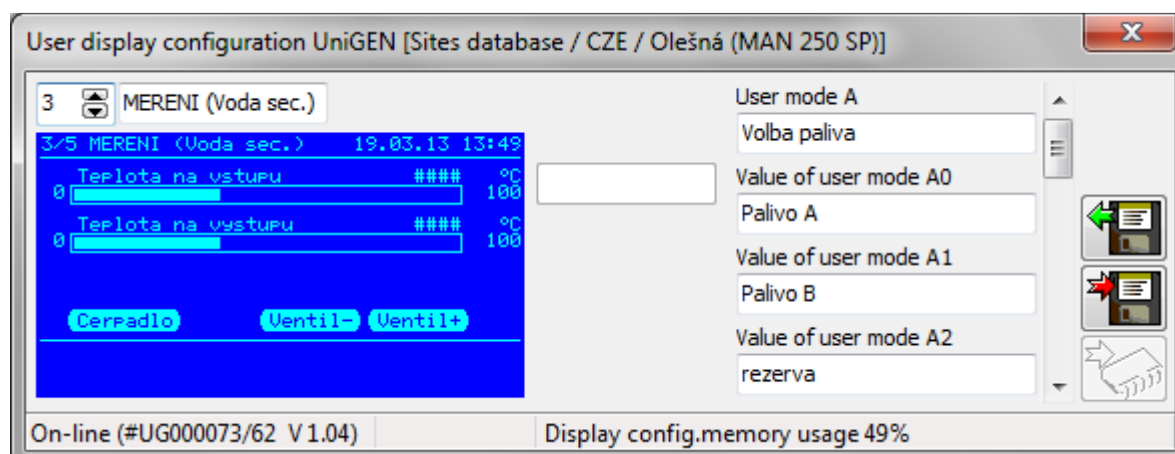 User display configuration UniGEN [Sites database / CZE / Olešná (MAN 250 SP)]
3 MERENI (Voda sec.)
3/5 MERENI (Voda sec.) 19.03.13 13:49
Teplota na vstupu #### °C
0 100
Teplota na vystupu #### °C
0 100
Cerpadlo Ventil- Ventil+
User mode A
Volba paliva
Value of user mode A0
Palivo A
Value of user mode A1
Palivo B
Value of user mode A2
rezerva
On-line (#UG000073/62 V 1.04) Display config.memory usage 49%